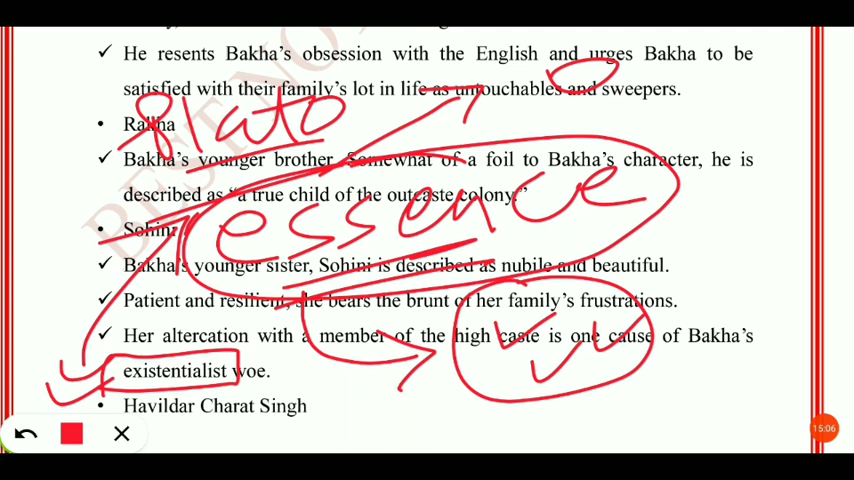 He resents Bakha's obsession with the English and urges Bakha to be
satisfied with their family's lot in life as untouchables and sweepers.
plato
Rakha
Bakha's younger brother. Somewhat of a foil to Bakha's character, he is
described as "a true child of the outcaste colony."
essence
Sohini
Bakha's younger sister, Sohini is described as nubile and beautiful.
Patient and resilient, she bears the brunt of her family's frustrations.
Her altercation with a member of the high caste is one cause of Bakha's
existentialist woe.
Havildar Charat Singh
15:06